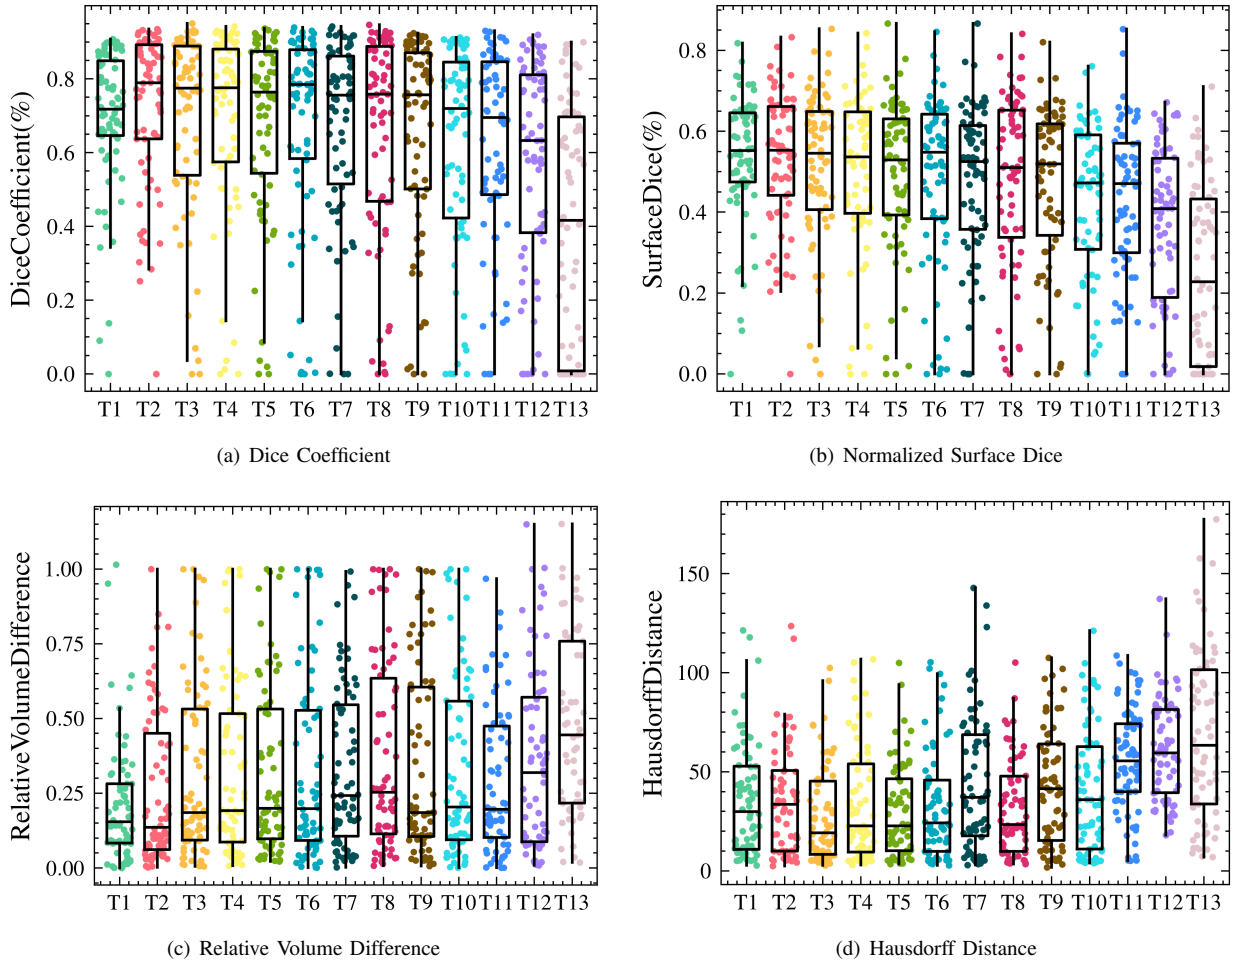 DiceCoefficient(%)
0.8
0.6
0.4
0.2
0.0
T1 T2 T3 T4 T5 T6 T7 T8 T9 T10 T11 T12 T13
(a) Dice Coefficient
SurfaceDice(%)
0.8
0.6
0.4
0.2
0.0
T1 T2 T3 T4 T5 T6 T7 T8 T9 T10 T11 T12 T13
(b) Normalized Surface Dice
RelativeVolumeDifference
1.00
0.75
0.50
0.25
0.00
T1 T2 T3 T4 T5 T6 T7 T8 T9 T10 T11 T12 T13
(c) Relative Volume Difference
HausdorffDistance
150
100
50
0
T1 T2 T3 T4 T5 T6 T7 T8 T9 T10 T11 T12 T13
(d) Hausdorff Distance